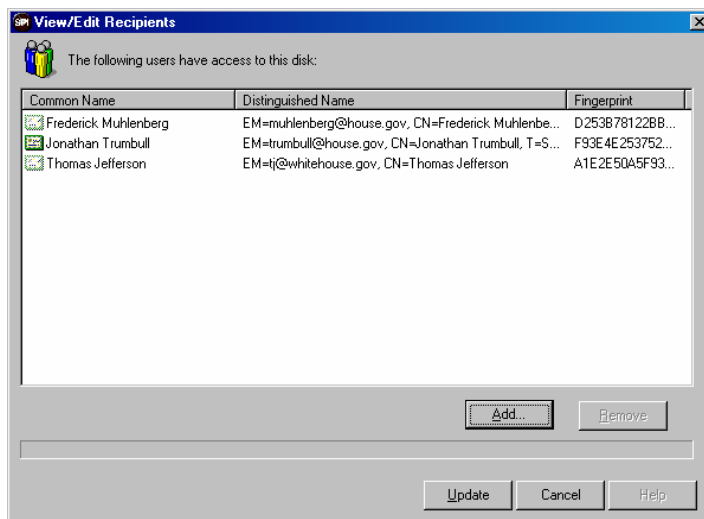 SPI View/Edit Recipients
The following users have access to this disk:
Common Name Distinguished Name Fingerprint
Frederick Muhlenberg EM=muhlenberg@house.gov, CN=Frederick Muhlenbe... D253B78122BB...
Jonathan Trumbull EM=trumbull@house.gov, CN=Jonathan Trumbull, T=S... F93E4E253752...
Thomas Jefferson EM=tj@whitehouse.gov, CN=Thomas Jefferson A1E2E50A5F93...
Add... Remove
Update Cancel Help